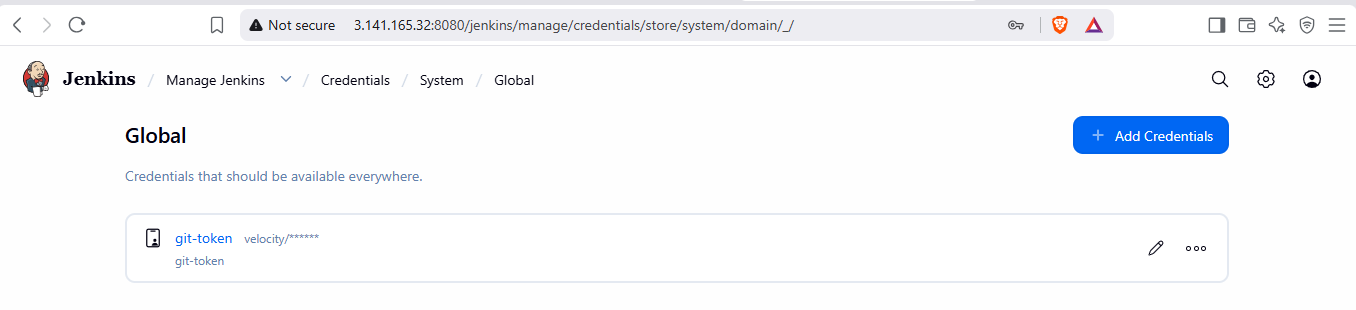 Not secure 3.141.165.32:8080/jenkins/manage/credentials/store/system/domain/_/
Jenkins / Manage Jenkins / Credentials / System / Global
Global
+ Add Credentials
Credentials that should be available everywhere.
git-token velocity/******
git-token